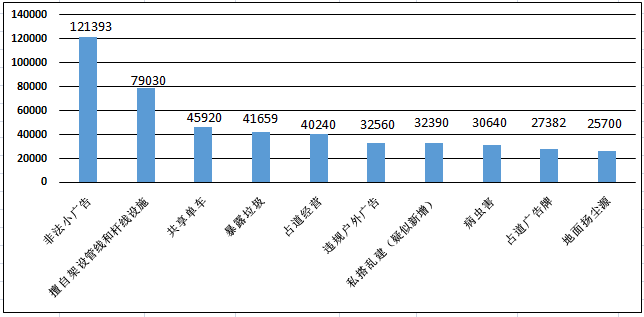 140000
120000
100000
80000
60000
40000
20000
0
121393
79030
45920
41659
40240
32560
32390
30640
27382
25700
非法小广告
擅自架设管线和杆线设施
共享单车
暴露垃圾
占道经营
违规户外广告
私搭乱建（疑似新增）
病虫害
占道广告牌
地面扬尘源